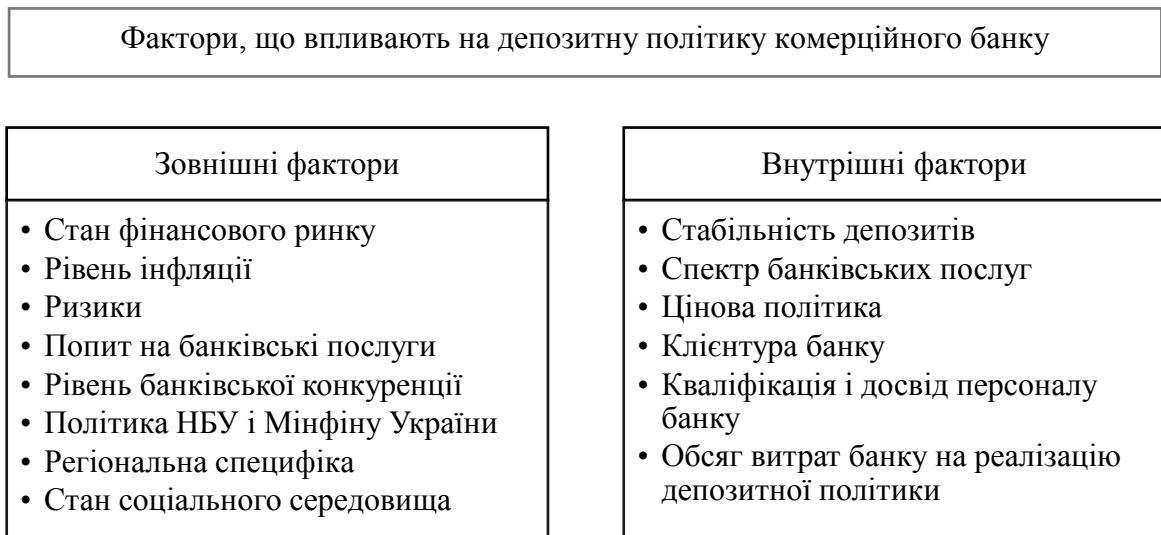 Фактори, що впливають на депозитну політику комерційного банку
Зовнішні фактори
• Стан фінансового ринку
• Рівень інфляції
• Ризики
• Попит на банківські послуги
• Рівень банківської конкуренції
• Політика НБУ і Мінфіну України
• Регіональна специфіка
• Стан соціального середовища
Внутрішні фактори
• Стабільність депозитів
• Спектр банківських послуг
• Цінова політика
• Клієнтура банку
• Кваліфікація і досвід персоналу
банку
• Обсяг витрат банку на реалізацію
депозитної політики